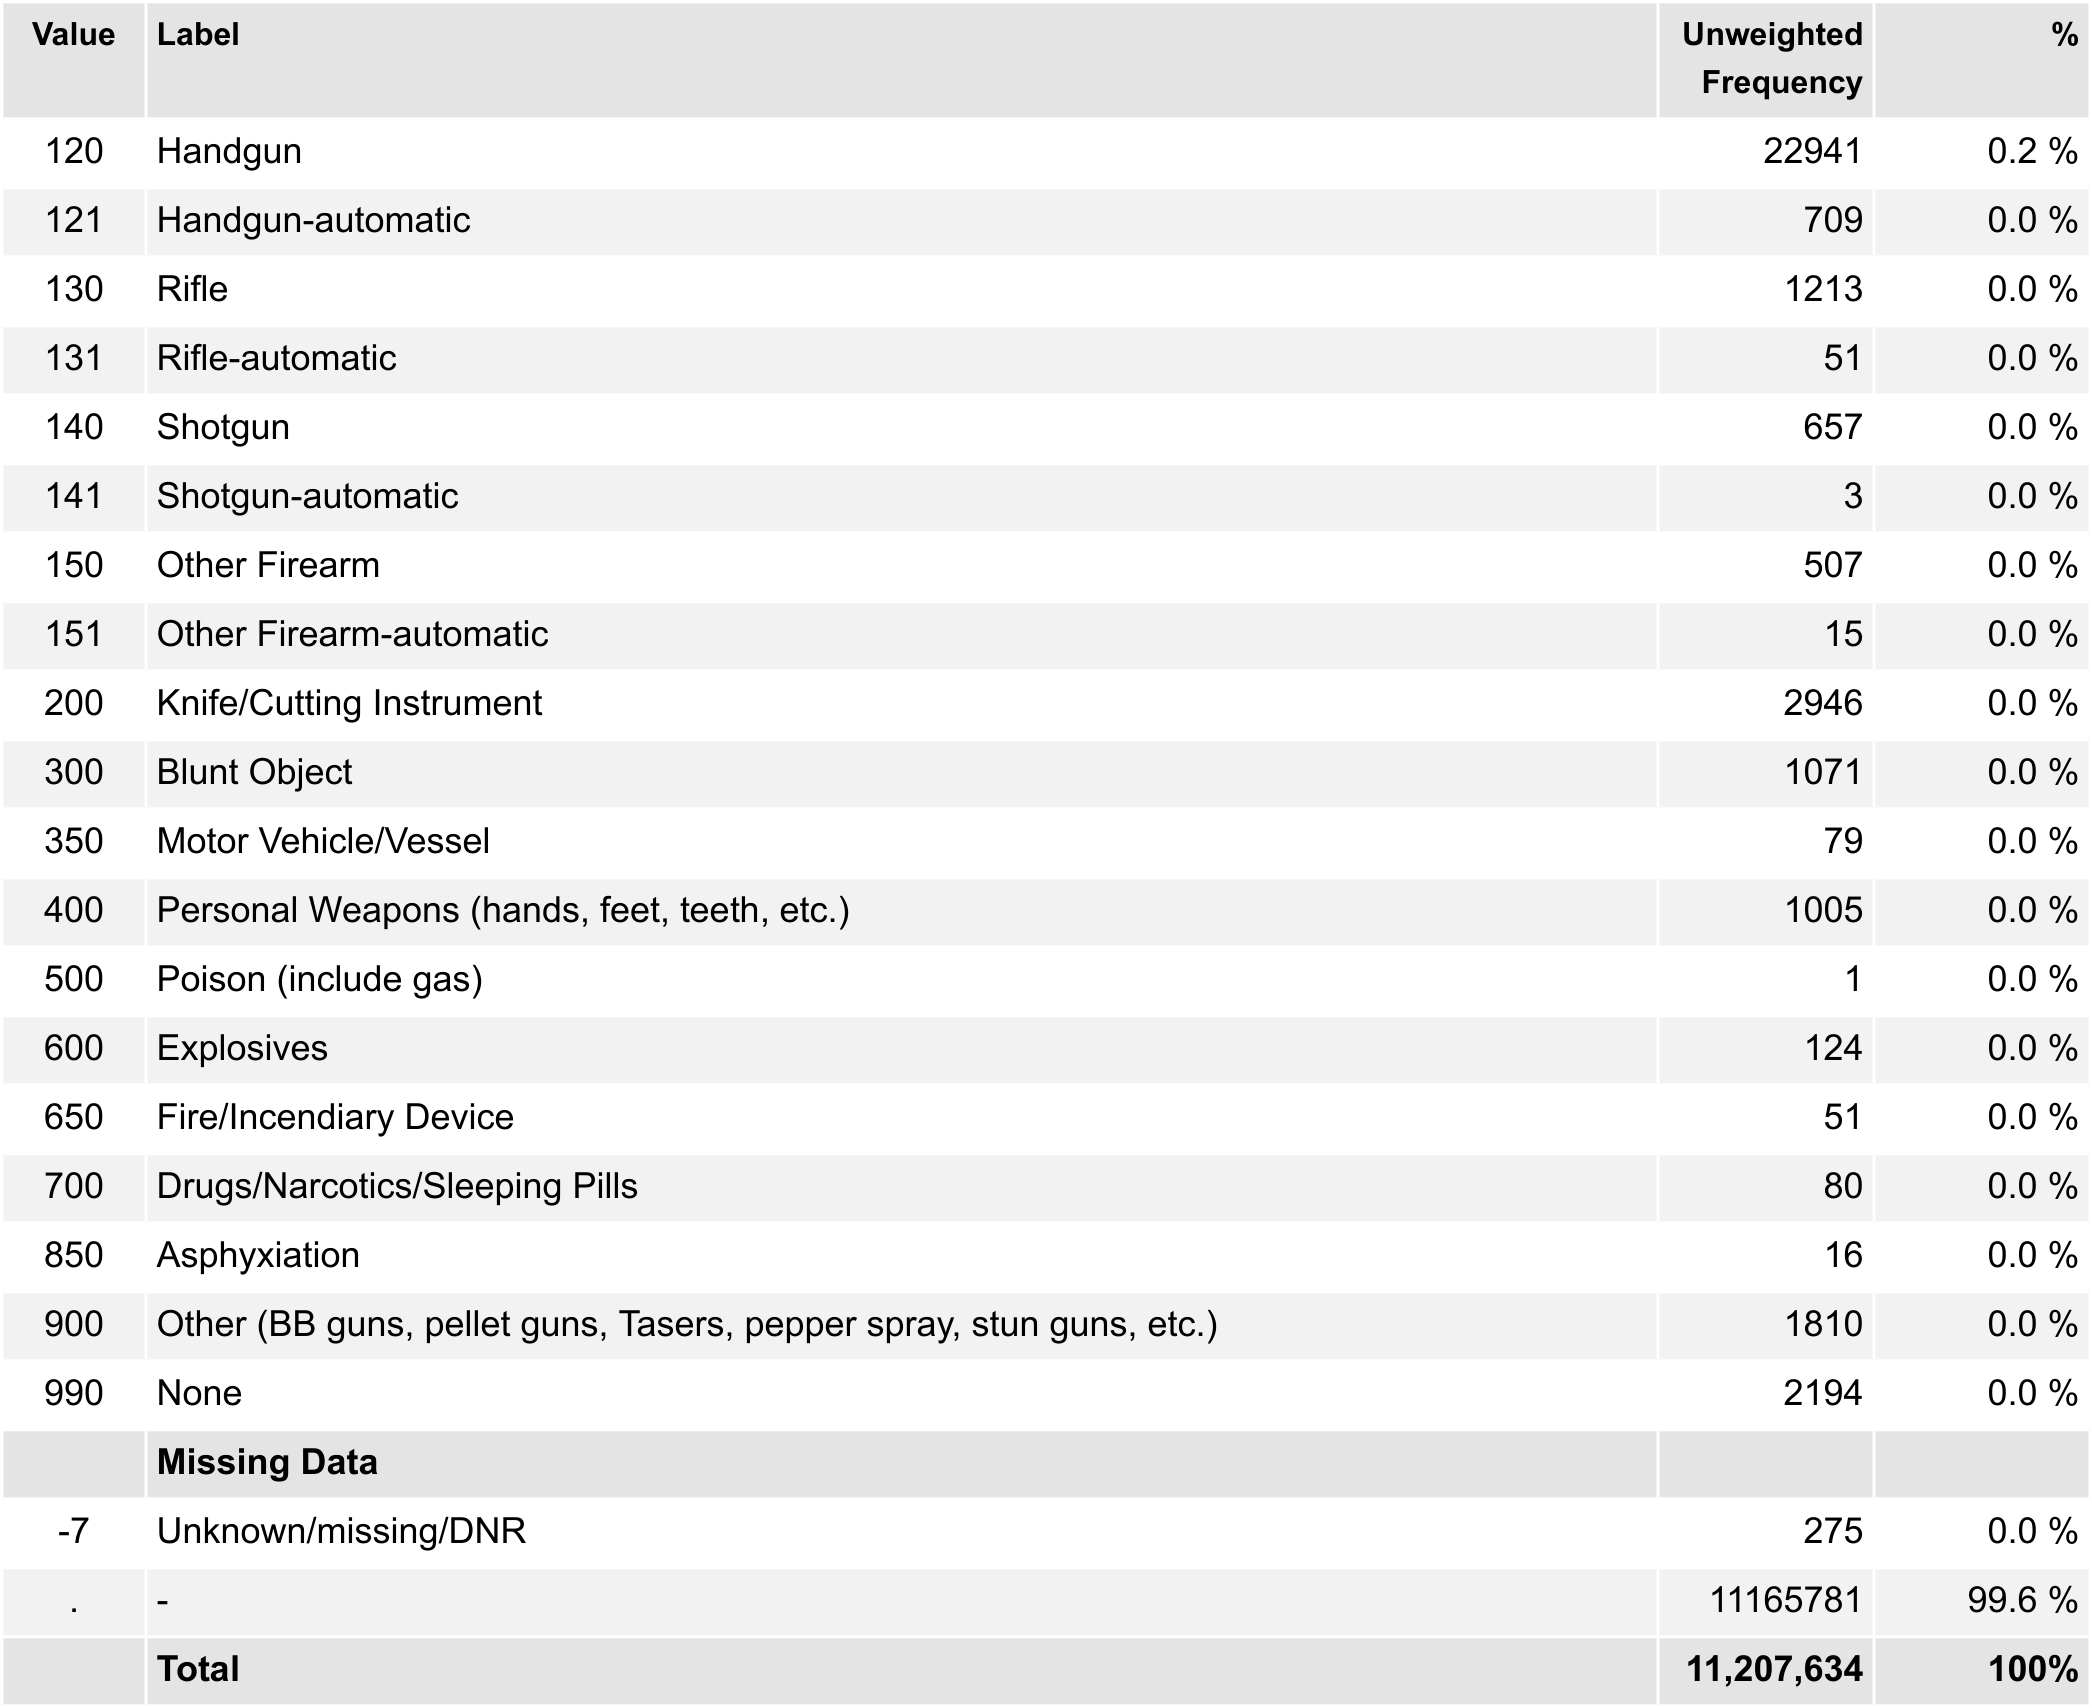 Value Label Unweighted Frequency %
120 Handgun 22941 0.2 %
121 Handgun-automatic 709 0.0 %
130 Rifle 1213 0.0 %
131 Rifle-automatic 51 0.0 %
140 Shotgun 657 0.0 %
141 Shotgun-automatic 3 0.0 %
150 Other Firearm 507 0.0 %
151 Other Firearm-automatic 15 0.0 %
200 Knife/Cutting Instrument 2946 0.0 %
300 Blunt Object 1071 0.0 %
350 Motor Vehicle/Vessel 79 0.0 %
400 Personal Weapons (hands, feet, teeth, etc.) 1005 0.0 %
500 Poison (include gas) 1 0.0 %
600 Explosives 124 0.0 %
650 Fire/Incendiary Device 51 0.0 %
700 Drugs/Narcotics/Sleeping Pills 80 0.0 %
850 Asphyxiation 16 0.0 %
900 Other (BB guns, pellet guns, Tasers, pepper spray, stun guns, etc.) 1810 0.0 %
990 None 2194 0.0 %
Missing Data
-7 Unknown/missing/DNR 275 0.0 %
. - 11165781 99.6 %
Total 11,207,634 100%